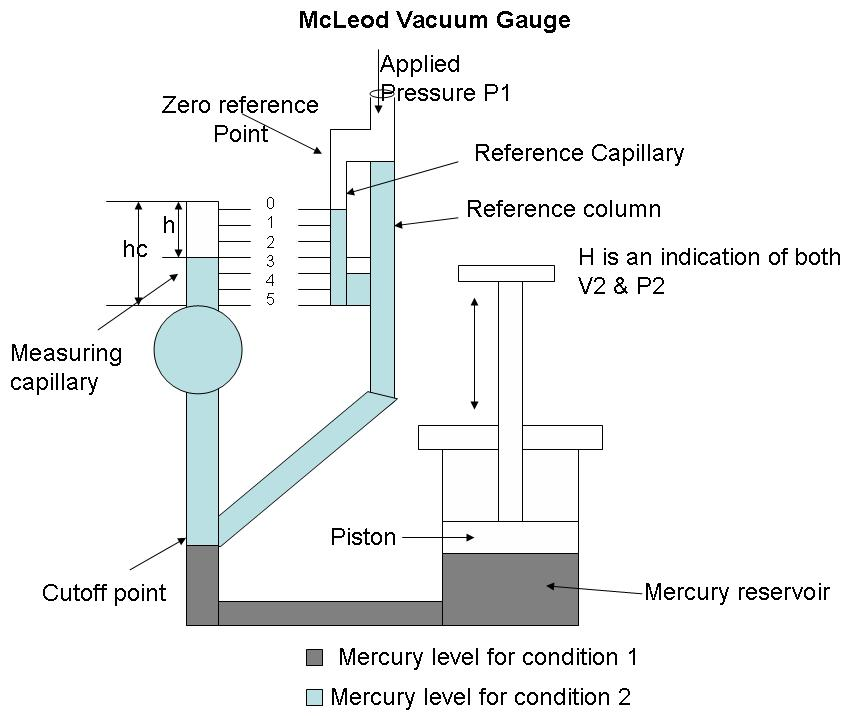 McLeod Vacuum Gauge
Applied
Pressure P1
Zero reference
Point
Reference Capillary
Reference column
0
1
2
3
4
5
h
hc
H is an indication of both
V2 & P2
Measuring
capillary
Piston
Cutoff point
Mercury reservoir
Mercury level for condition 1
Mercury level for condition 2